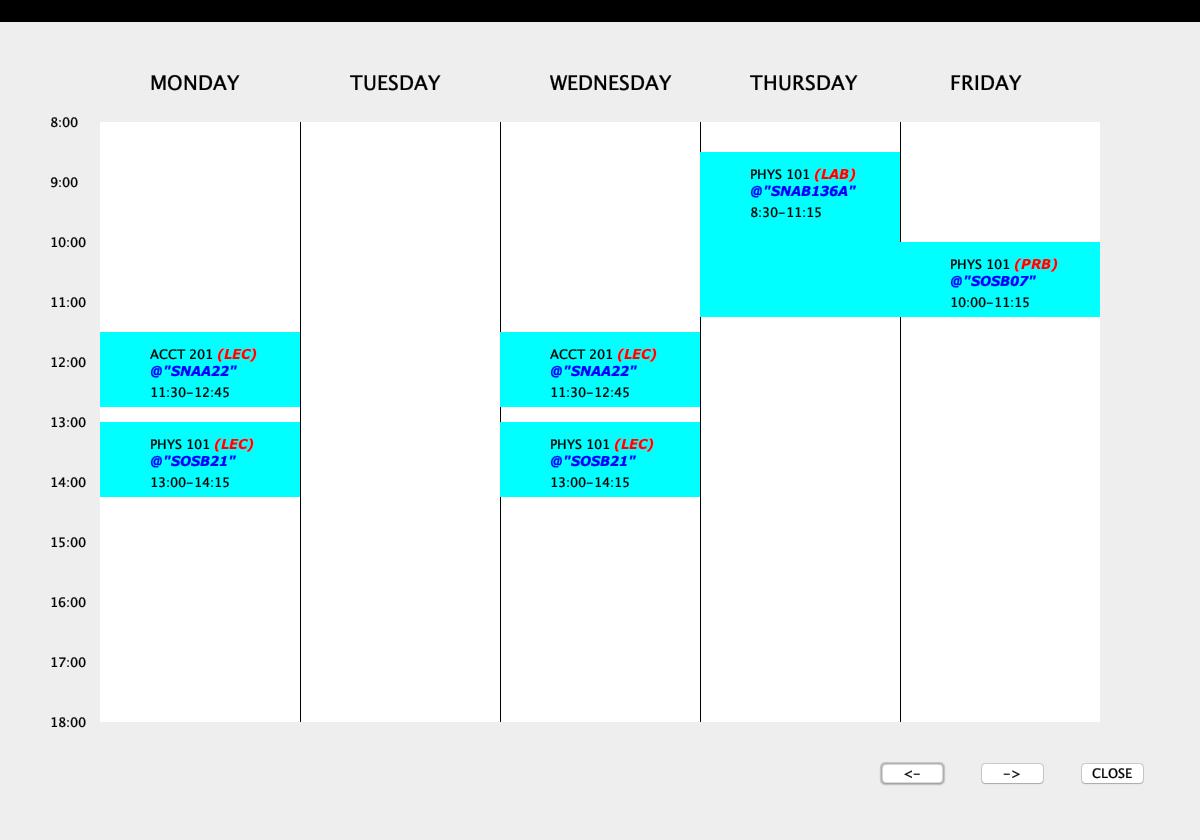 MONDAY TUESDAY WEDNESDAY THURSDAY FRIDAY
8:00
9:00
10:00
11:00
12:00
13:00
14:00
15:00
16:00
17:00
18:00
ACCT 201 (LEC)
@"SNAA22"
11:30-12:45
PHYS 101 (LEC)
@"SOSB21"
13:00-14:15
ACCT 201 (LEC)
@"SNAA22"
11:30-12:45
PHYS 101 (LEC)
@"SOSB21"
13:00-14:15
PHYS 101 (LAB)
@"SNAB136A"
8:30-11:15
PHYS 101 (PRB)
@"SOSB07"
10:00-11:15
<- -> CLOSE